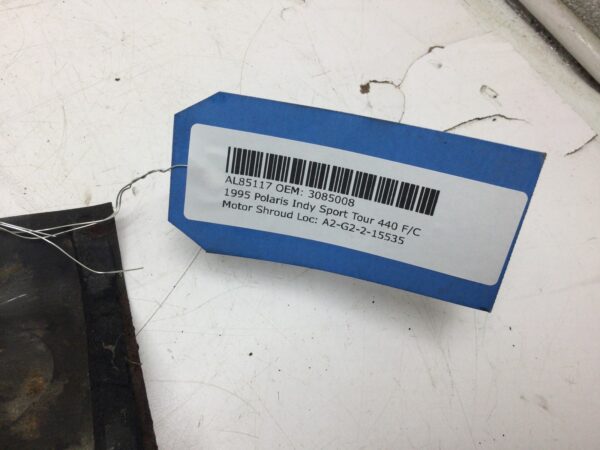 AL85117 OEM: 3085008
1995 Polaris Indy Sport Tour 440 F/C
Motor Shroud Loc: A2-G2-2-15535